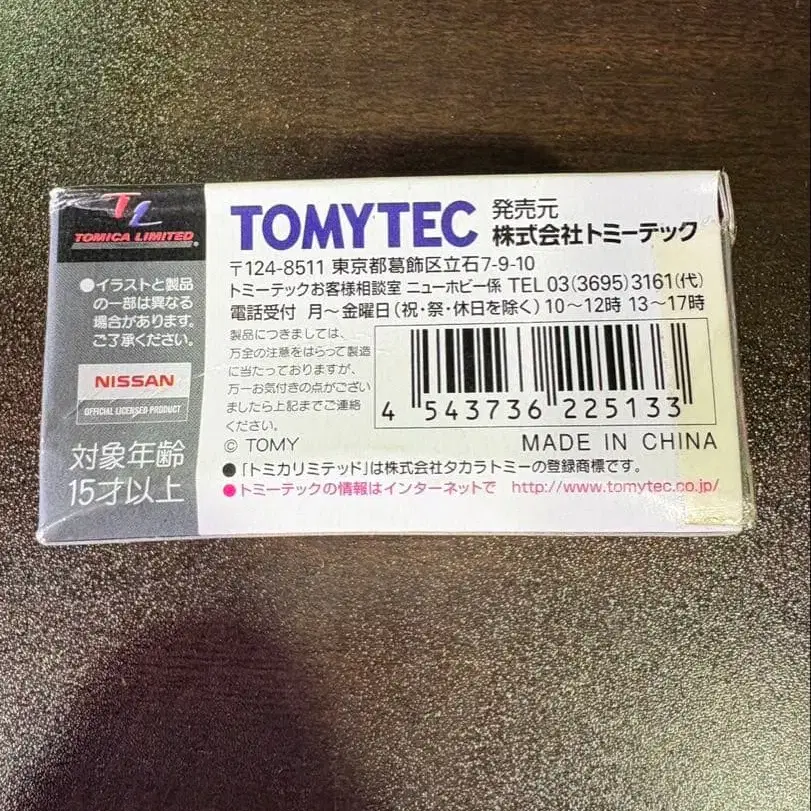 TL
TOMICA LIMITED®
●イラストと製品
の一部は異なる
場合があります。
ご了承ください。
NISSAN
OFFICIAL LICENSED PRODUCT
対象年齢
15才以上
TOMYTEC
発売元
株式会社トミーテック
〒124-8511 東京都葛飾区立石7-9-10
トミーテックお客様相談室 ニューホビー係 TEL 03(3695)3161(代)
電話受付 月～金曜日(祝・祭・休日を除く)10～12時 13～17時
製品につきましては、
万全の注意をはらって製造
に当たっておりますが、
万一お気付きの点がござい
ましたら上記までご連絡
ください。
4 543736 225133
© TOMY
MADE IN CHINA
●「トミカリミテッド」は株式会社タカラトミーの登録商標です。
●トミーテックの情報はインターネットで http://www.tomytec.co.jp/